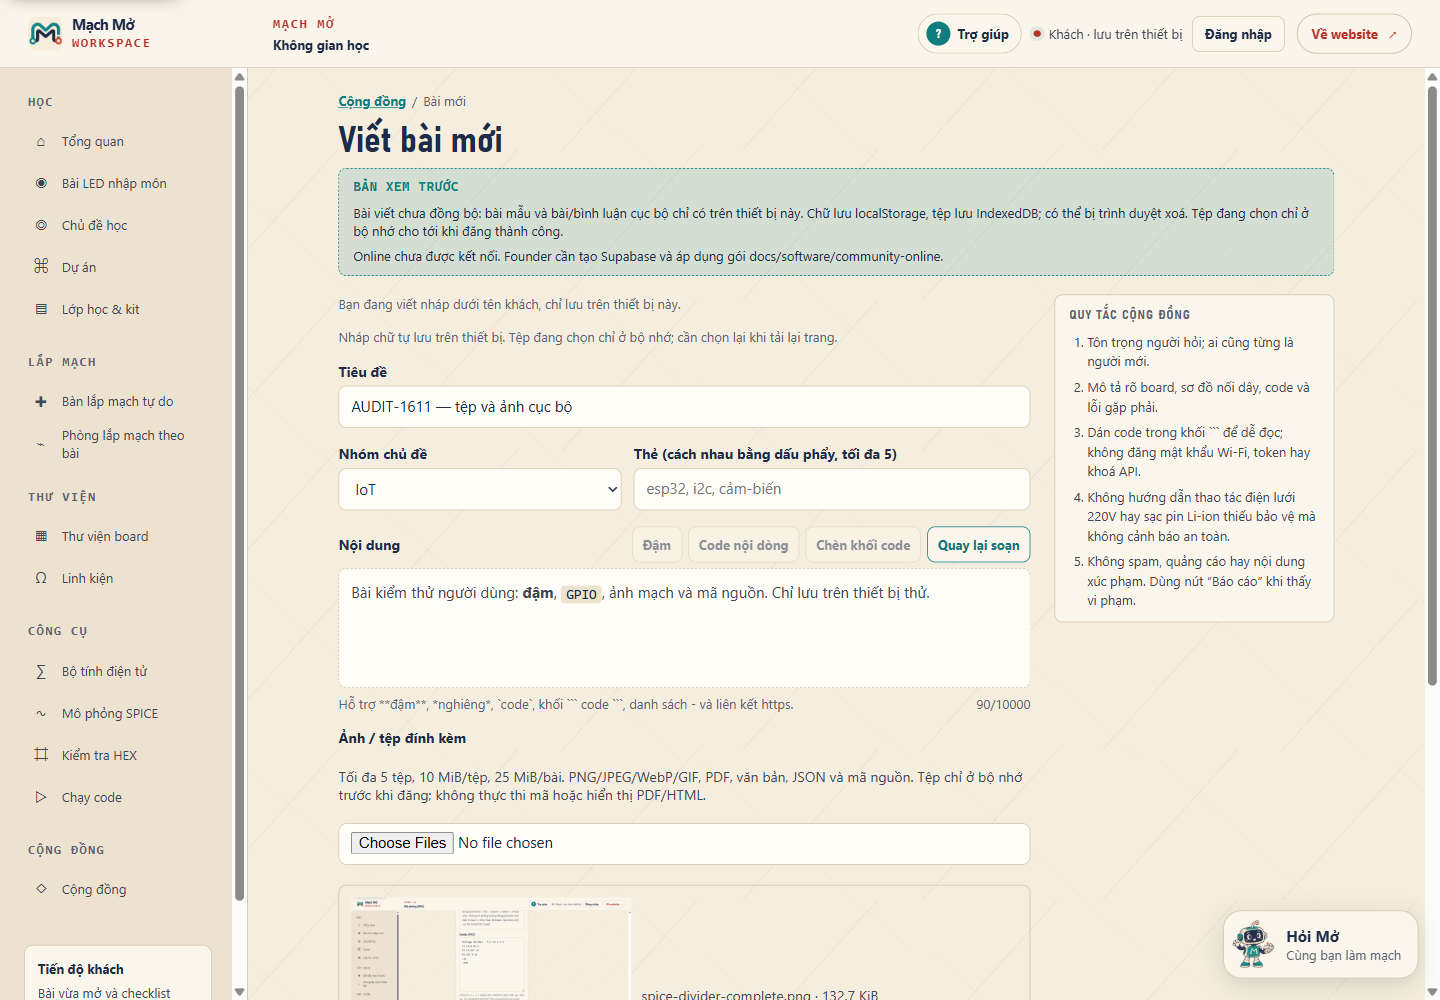 Mạch Mở
WORKSPACE
MẠCH MỞ
Không gian học
? Trợ giúp
Khách · lưu trên thiết bị
Đăng nhập
Về website ↗
HỌC
Tổng quan
Bài LED nhập môn
Chủ đề học
Dự án
Lớp học & kit
LẮP MẠCH
Bàn lắp mạch tự do
Phòng lắp mạch theo
bài
THƯ VIỆN
Thư viện board
Linh kiện
CÔNG CỤ
Bộ tính điện tử
Mô phỏng SPICE
Kiểm tra HEX
Chạy code
CỘNG ĐỒNG
Cộng đồng
Tiến độ khách
Bài vừa mở và checklist
Cộng đồng / Bài mới
Viết bài mới
BẢN XEM TRƯỚC
Bài viết chưa đồng bộ: bài mẫu và bài/bình luận cục bộ chỉ có trên thiết bị này. Chữ lưu localStorage, tệp lưu IndexedDB; có thể bị trình duyệt xoá. Tệp đang chọn chỉ ở
bộ nhớ cho tới khi đăng thành công.
Online chưa được kết nối. Founder cần tạo Supabase và áp dụng gói docs/software/community-online.
Bạn đang viết nháp dưới tên khách, chỉ lưu trên thiết bị này.
Nháp chữ tự lưu trên thiết bị. Tệp đang chọn chỉ ở bộ nhớ; cần chọn lại khi tải lại trang.
Tiêu đề
AUDIT-1611 — tệp và ảnh cục bộ
Nhóm chủ đề
Thẻ (cách nhau bằng dấu phẩy, tối đa 5)
IoT
esp32, i2c, cảm-biến
Nội dung
Đậm
Code nội dòng
Chèn khối code
Quay lại soạn
Bài kiểm thử người dùng: đậm, GPIO, ảnh mạch và mã nguồn. Chỉ lưu trên thiết bị thử.
Hỗ trợ **đậm**, *nghiêng*, `code`, khối ``` code ```, danh sách - và liên kết https.
90/10000
Ảnh / tệp đính kèm
Tối đa 5 tệp, 10 MiB/tệp, 25 MiB/bài. PNG/JPEG/WebP/GIF, PDF, văn bản, JSON và mã nguồn. Tệp chỉ ở bộ nhớ
trước khi đăng; không thực thi mã hoặc hiển thị PDF/HTML.
Choose Files No file chosen
spice-divider-complete.png · 132.7 KiB
QUY TẮC CỘNG ĐỒNG
1. Tôn trọng người hỏi; ai cũng từng là
người mới.
2. Mô tả rõ board, sơ đồ nối dây, code và
lỗi gặp phải.
3. Dán code trong khối ``` để dễ đọc;
không đăng mật khẩu Wi-Fi, token hay
khoá API.
4. Không hướng dẫn thao tác điện lưới
220V hay sạc pin Li-ion thiếu bảo vệ mà
không cảnh báo an toàn.
5. Không spam, quảng cáo hay nội dung
xúc phạm. Dùng nút “Báo cáo” khi thấy
vi phạm.
Hỏi Mở
Cùng bạn làm mạch